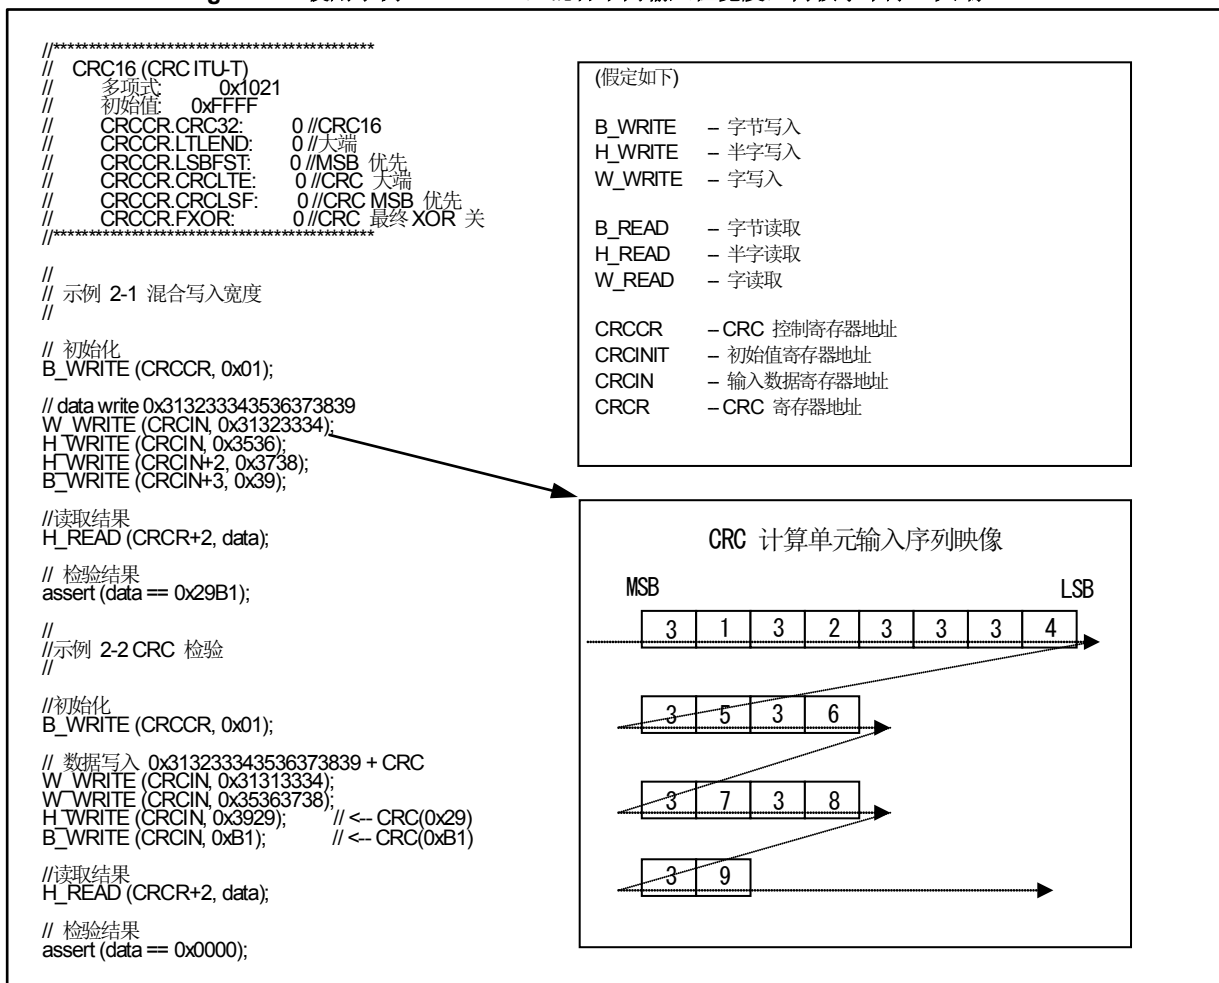 //*********************************************
// CRC16 (CRC ITU-T)
// 多项式: 0x1021
// 初始值: 0xFFFF
// CRCCR.CRC32: 0 //CRC16
// CRCCR.LTLEND: 0 //大端
// CRCCR.LSBFST: 0 //MSB 优先
// CRCCR.CRCLTE: 0 //CRC 大端
// CRCCR.CRCLSF: 0 //CRC MSB 优先
// CRCCR.FXOR: 0 //CRC 最终 XOR 关
//*********************************************
//
// 示例 2-1 混合写入宽度
//
// 初始化
B_WRITE (CRCCR, 0x01);
// data write 0x313233343536373839
W_WRITE (CRCIN, 0x31323334);
H_WRITE (CRCIN, 0x3536);
H_WRITE (CRCIN+2, 0x3738);
B_WRITE (CRCIN+3, 0x39);
//读取结果
H_READ (CRCR+2, data);
// 检验结果
assert (data == 0x29B1);
//
//示例 2-2 CRC 检验
//
//初始化
B_WRITE (CRCCR, 0x01);
// 数据写入 0x313233343536373839 + CRC
W_WRITE (CRCIN, 0x31313334);
W_WRITE (CRCIN, 0x35363738);
H_WRITE (CRCIN, 0x3929); // <-- CRC(0x29)
B_WRITE (CRCIN, 0xB1); // <-- CRC(0xB1)
//读取结果
H_READ (CRCR+2, data);
// 检验结果
assert (data == 0x0000);
(假定如下)
B_WRITE – 字节写入
H_WRITE – 半字写入
W_WRITE – 字写入
B_READ – 字节读取
H_READ – 半字读取
W_READ – 字读取
CRCCR – CRC 控制寄存器地址
CRCINIT – 初始值寄存器地址
CRCIN – 输入数据寄存器地址
CRCR – CRC 寄存器地址
CRC 计算单元输入序列映像
MSB LSB
3 1 3 2 3 3 3 4
3 5 3 6
3 7 3 8
3 9